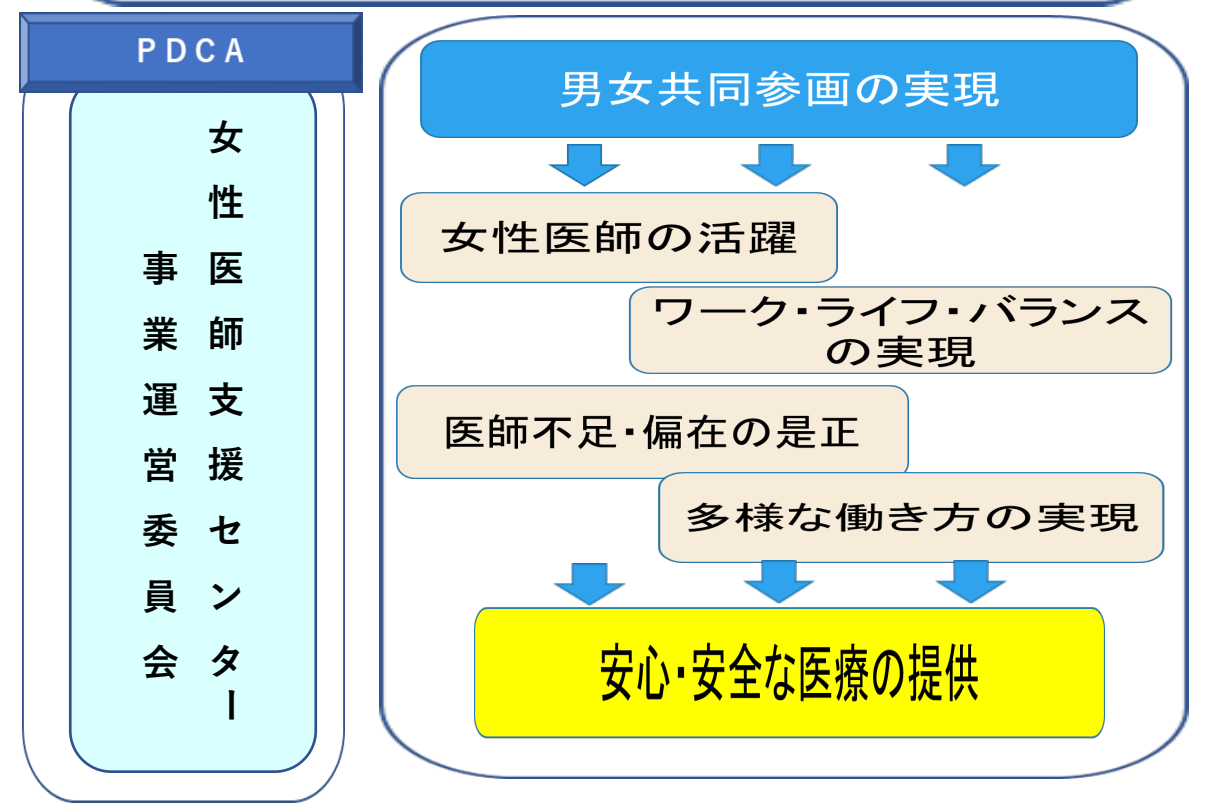 PDCA
女性医師支援センター
事業運営委員会
男女共同参画の実現
女性医師の活躍
ワーク・ライフ・バランス
の実現
医師不足・偏在の是正
多様な働き方の実現
安心・安全な医療の提供